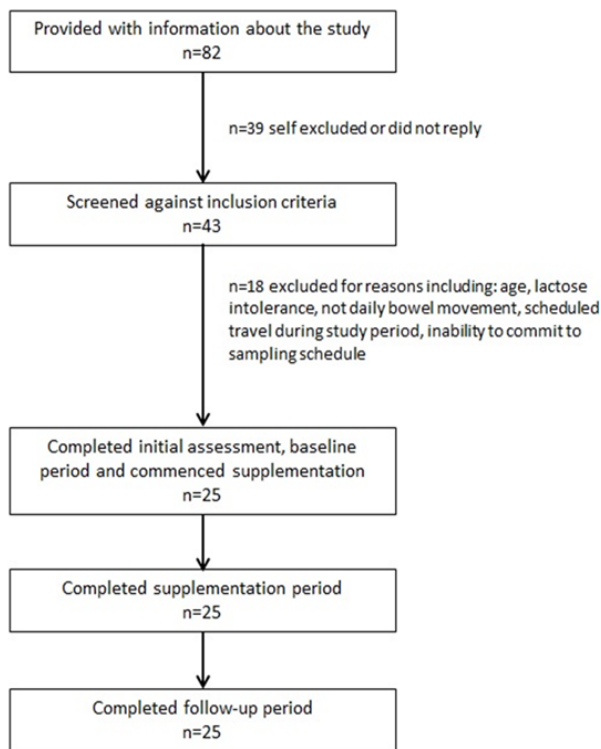 Provided with information about the study
n=82
n=39 self excluded or did not reply
Screened against inclusion criteria
n=43
n=18 excluded for reasons including: age, lactose
intolerance, not daily bowel movement, scheduled
travel during study period, inability to commit to
sampling schedule
Completed initial assessment, baseline
period and commenced supplementation
n=25
Completed supplementation period
n=25
Completed follow-up period
n=25